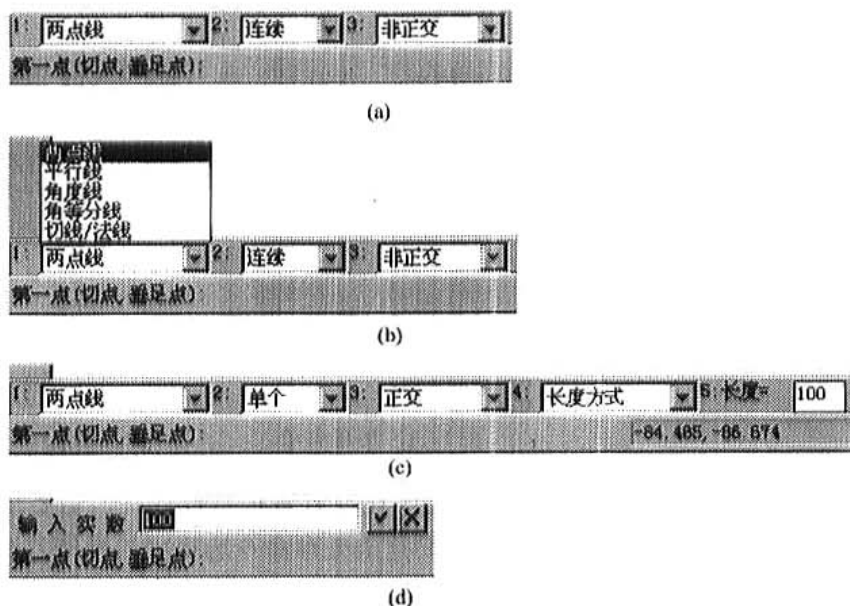 1: 两点线 2: 连续 3: 非正交
第一点(切点,垂足点):
(a)
两点线
平行线
角度线
角等分线
切线/法线
1: 两点线 2: 连续 3: 非正交
第一点(切点,垂足点):
(b)
1: 两点线 2: 单个 3: 正交 4: 长度方式 5:长度= 100
第一点(切点,垂足点): -84.485,-86.674
(c)
输入实数 100
第一点(切点,垂足点):
(d)